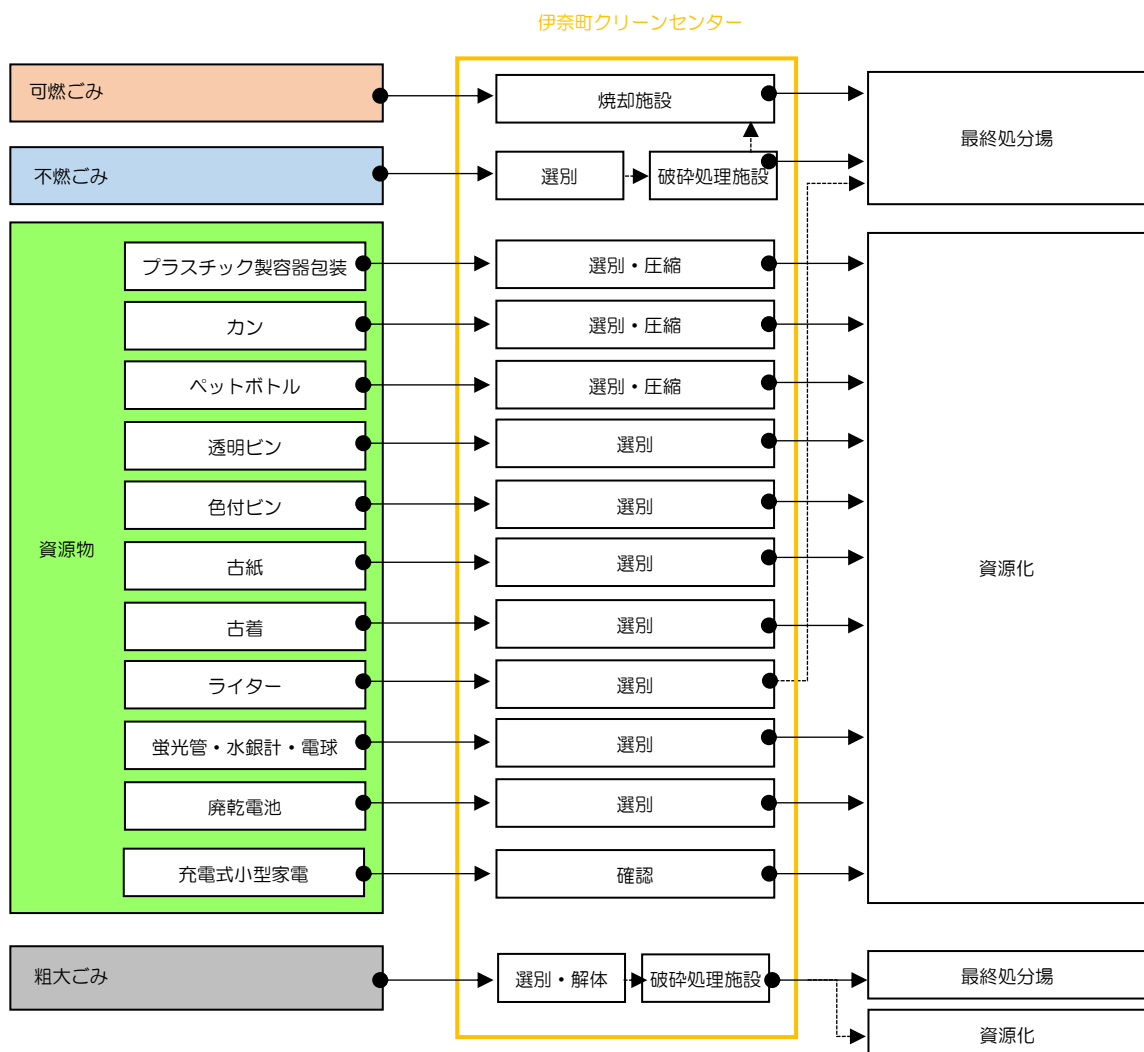 伊奈町クリーンセンター
可燃ごみ
焼却施設
最終処分場
不燃ごみ
選別
破砕処理施設
資源物
プラスチック製容器包装
選別・圧縮
カン
選別・圧縮
ペットボトル
選別・圧縮
透明ビン
選別
色付ビン
選別
古紙
選別
資源化
古着
選別
ライター
選別
蛍光管・水銀計・電球
選別
廃乾電池
選別
充電式小型家電
確認
粗大ごみ
選別・解体
破砕処理施設
最終処分場
資源化